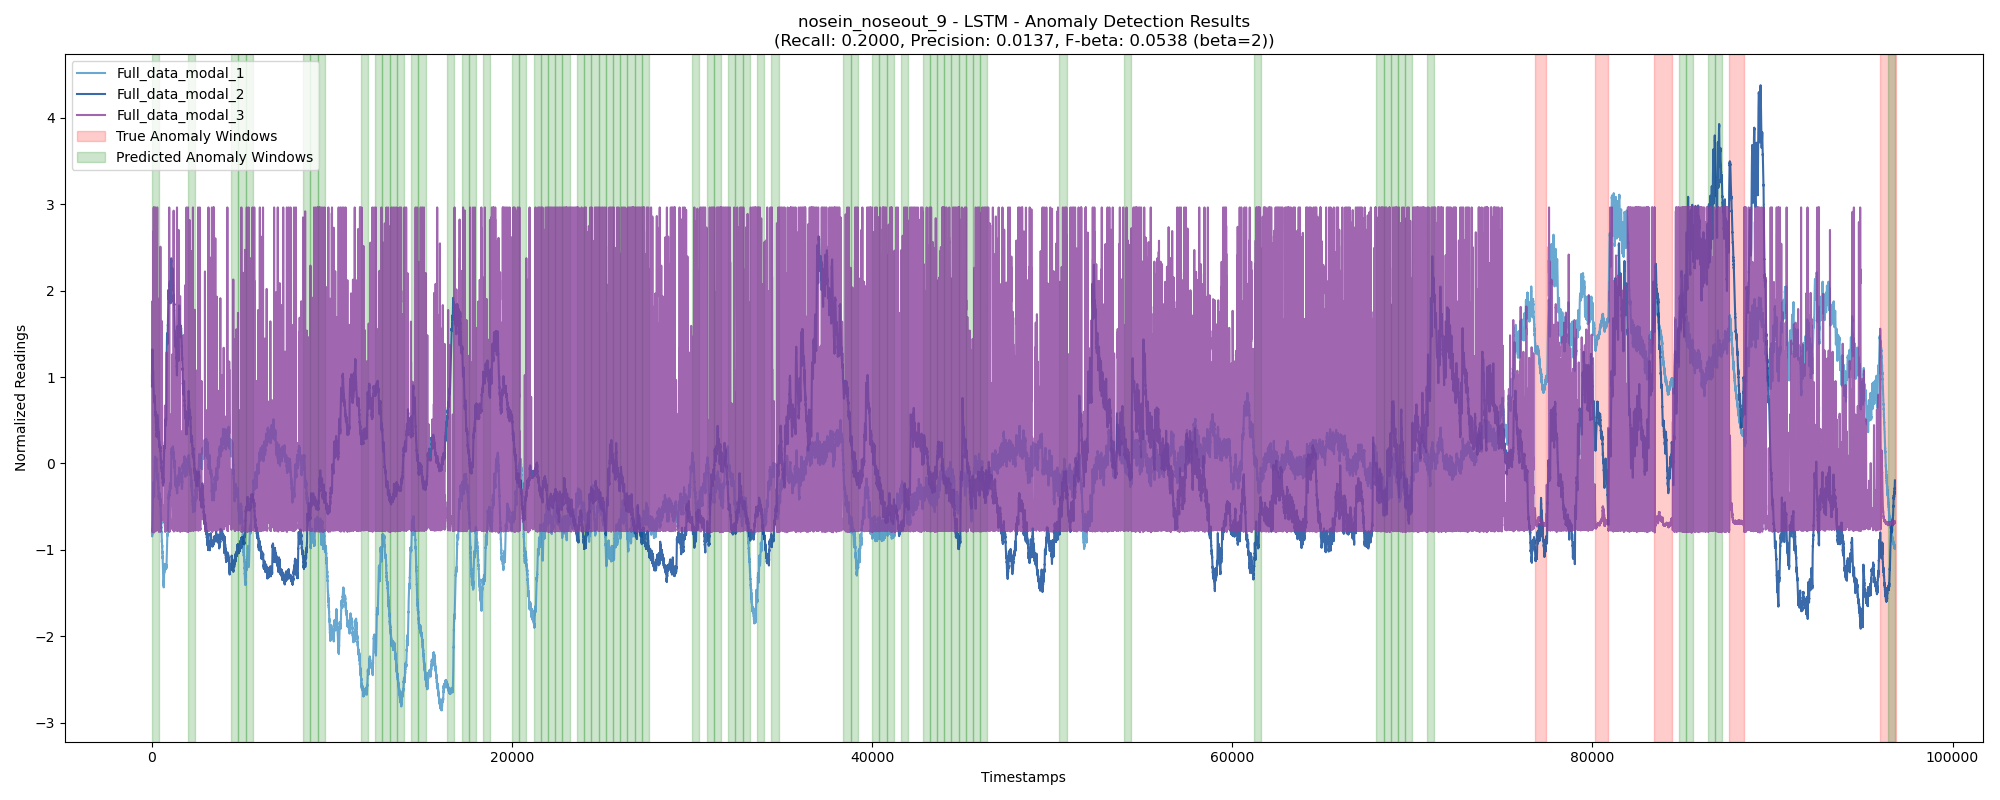 nosein_noseout_9 - LSTM - Anomaly Detection Results
(Recall: 0.2000, Precision: 0.0137, F-beta: 0.0538 (beta=2))
Full_data_modal_1
Full_data_modal_2
Full_data_modal_3
True Anomaly Windows
Predicted Anomaly Windows
Normalized Readings
4
3
2
1
0
−1
−2
−3
0
20000
40000
60000
80000
100000
Timestamps